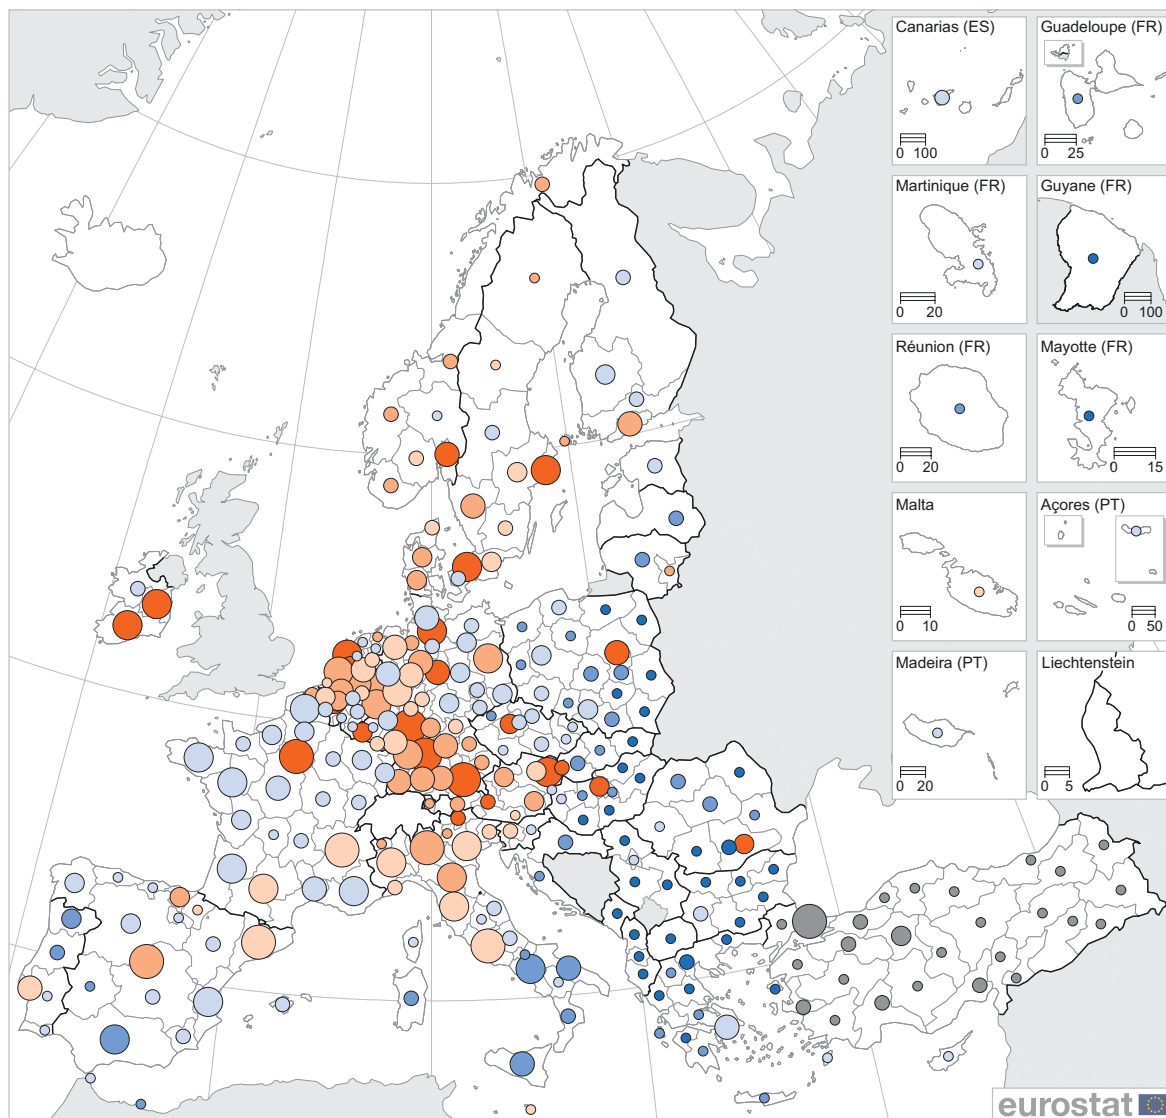 Canarias (ES)
0 100
Guadeloupe (FR)
0 25
Martinique (FR)
0 20
Guyane (FR)
0 100
Réunion (FR)
0 20
Mayotte (FR)
0 15
Malta
0 10
Açores (PT)
0 50
Madeira (PT)
0 20
Liechtenstein
0 5
eurostat